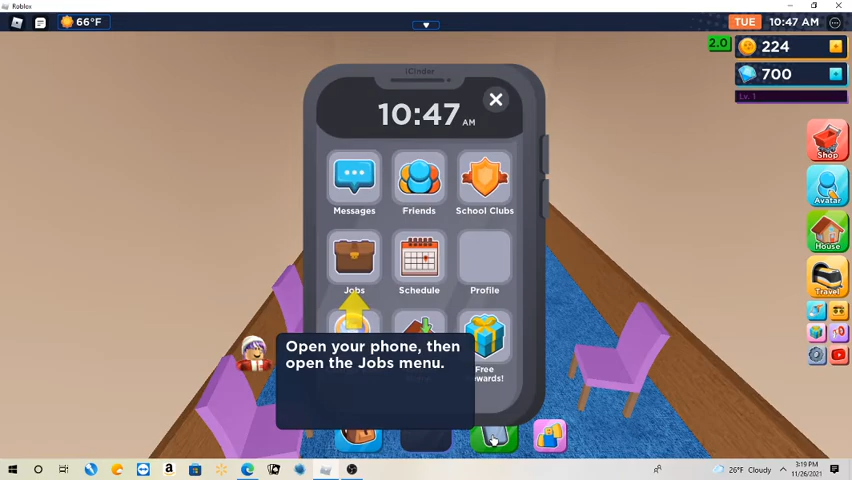 Roblox
66°F
TUE 10:47 AM
2.0
224
700
Lv. 1
iCinder
10:47 AM
Messages
Friends
School Clubs
Jobs
Schedule
Profile
Open your phone, then
open the Jobs menu.
Free
Shop
Avatar
House
Travel
26°F Cloudy
3:19 PM
11/26/2021